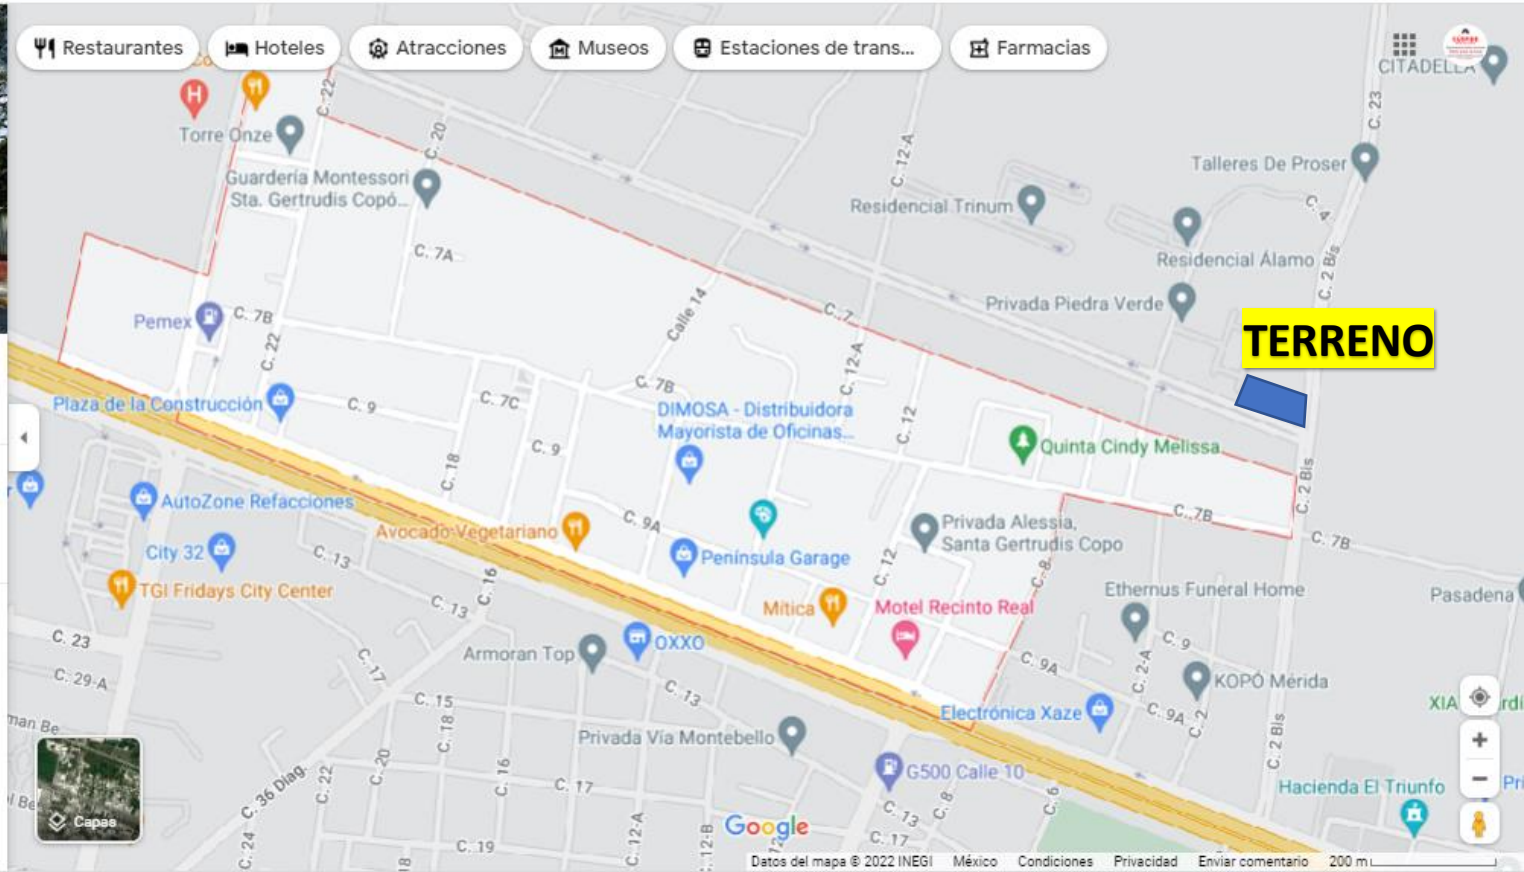 Restaurantes
Hoteles
Atracciones
Museos
Estaciones de trans...
Farmacias
CITADELLA
C. 22
C. 23
Torre Onze
C. 20
C. 12-A
Talleres De Proser
Guardería Montessori
Sta. Gertrudis Copó...
Residencial Trinum
C. 4
C. 7A
Residencial Álamo
C. 2 Bis
Calle 14
Privada Piedra Verde
C. 7
Pemex
C. 7B
TERRENO
C. 22
C. 12-A
C. 7B
Plaza de la Construcción
C. 9
C. 7C
DIMOSA - Distribuidora
Mayorista de Oficinas...
C. 12
C. 9
Quinta Cindy Melissa
C. 18
C. 2 Bis
AutoZone Refacciones
C. 7B
Avocado Vegetariano
C. 9A
Privada Alessia,
Santa Gertrudis Copo
C. 7B
City 32
C. 13
Península Garage
C. 12
C. 8
TGI Fridays City Center
C. 16
Ethernus Funeral Home
Pasadena
C. 13
Mítica
Motel Recinto Real
C. 23
C. 9
OXXO
Armoran Top
C. 17
C. 9A
C. 2-A
C. 29-A
KOPÓ Mérida
C. 15
C. 13
XIA
rdí
Electrónica Xaze
C. 9A
C. 2
man Be
C. 18
Privada Vía Montebello
C. 2 Bis
C. 20
C. 16
G500 Calle 10
C. 36 Diag.
C. 22
C. 17
Hacienda El Triunfo
Pri
l Be
C. 8
C. 6
Capas
C. 13
Google
C. 24
C. 19
C. 12-A
C. 12-B
C. 17
18
Datos del mapa © 2022 INEGI México Condiciones Privacidad Enviar comentario 200 m